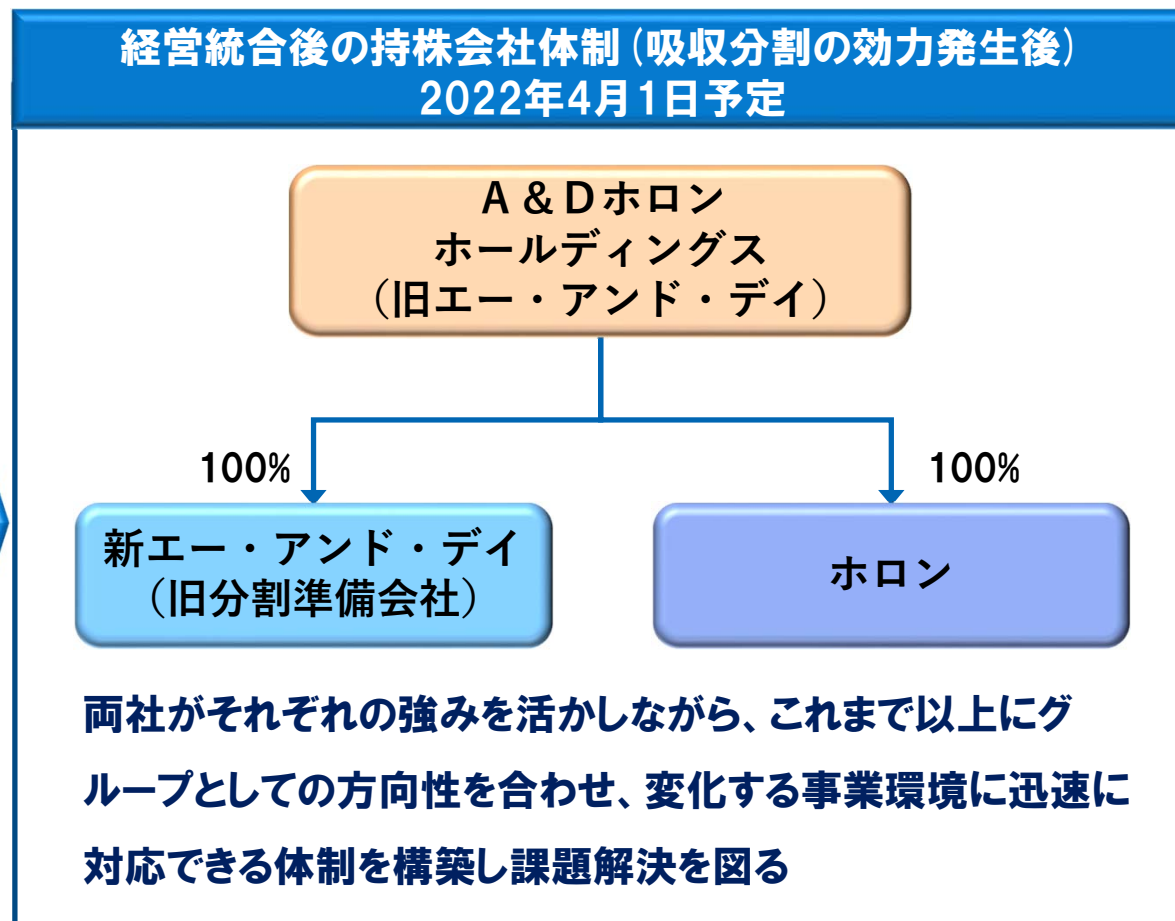 経営統合後の持株会社体制(吸収分割の効力発生後)
2022年4月1日予定
A&Dホロン
ホールディングス
(旧エー・アンド・デイ)
100%
100%
新エー・アンド・デイ
(旧分割準備会社)
ホロン
両社がそれぞれの強みを活かしながら、これまで以上にグ
ループとしての方向性を合わせ、変化する事業環境に迅速に
対応できる体制を構築し課題解決を図る